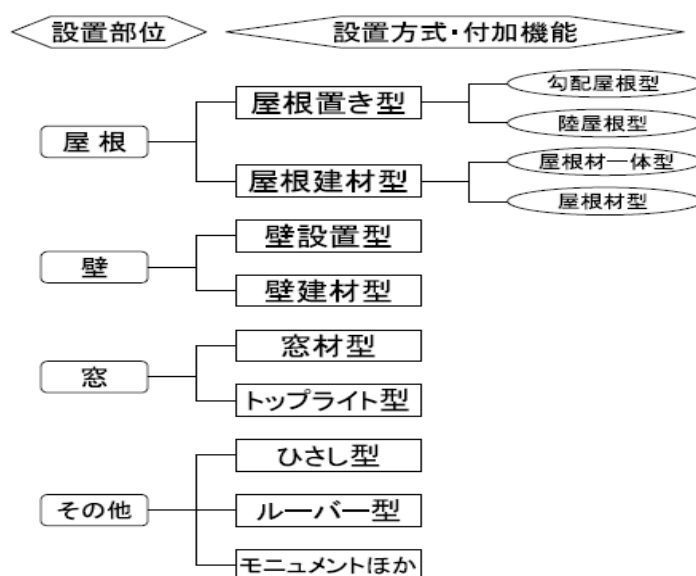 設置部位
設置方式・付加機能
屋根
屋根置き型
勾配屋根型
陸屋根型
屋根建材型
屋根材一体型
屋根材型
壁
壁設置型
壁建材型
窓
窓材型
トップライト型
その他
ひさし型
ルーバー型
モニュメントほか